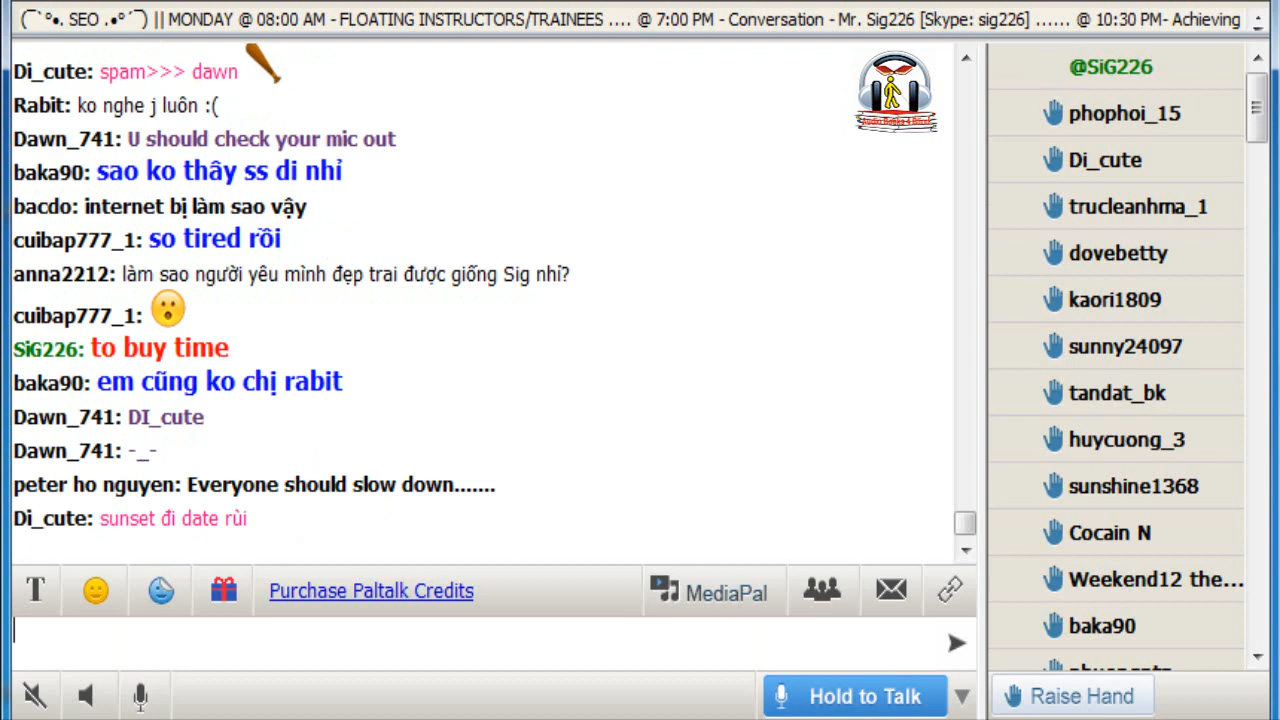 (¯`°•. SEO .•°´¯) || MONDAY @ 08:00 AM - FLOATING INSTRUCTORS/TRAINEES .... @ 7:00 PM - Conversation - Mr. Sig226 [Skype: sig226] ...... @ 10:30 PM- Achieving
Di_cute: spam>>> dawn
Rabit: ko nghe j luôn :(
Dawn_741: U should check your mic out
baka90: sao ko thây ss di nhỉ
bacdo: internet bị làm sao vậy
cuibap777_1: so tired rồi
anna2212: làm sao người yêu mình đẹp trai được giống Sig nhỉ?
cuibap777_1:
SiG226: to buy time
baka90: em cũng ko chị rabit
Dawn_741: DI_cute
Dawn_741: -_-
peter ho nguyen: Everyone should slow down.......
Di_cute: sunset đi date rùi
Audio Books 4 Blind
@SiG226
phophoi_15
Di_cute
trucleanhma_1
dovebetty
kaori1809
sunny24097
tandat_bk
huycuong_3
sunshine1368
Cocain N
Weekend12 the...
baka90
T
Purchase Paltalk Credits
MediaPal
Hold to Talk
Raise Hand